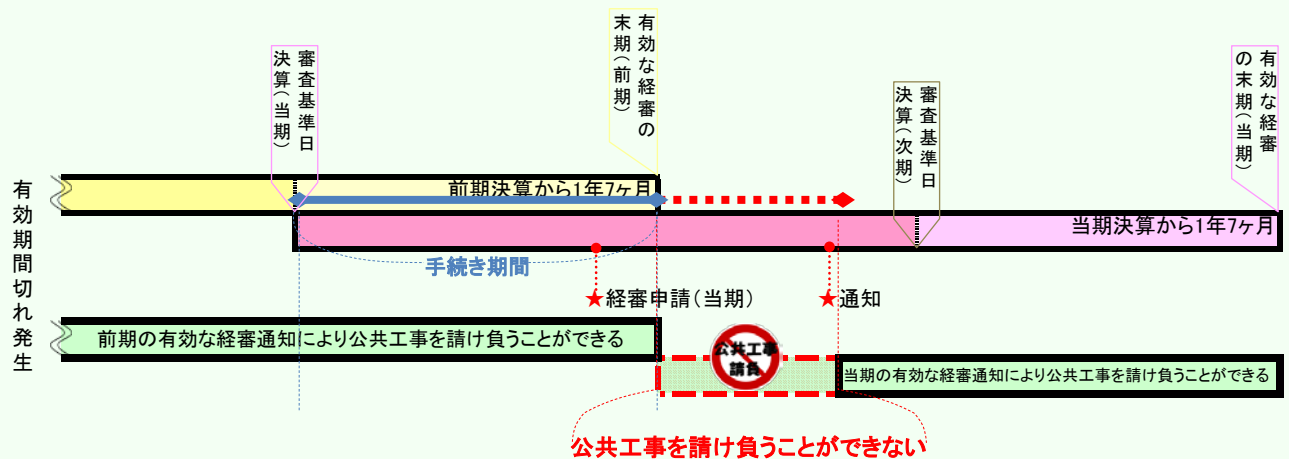 有効期間切れ発生
審査基準日
決算（当期）
有効な経審の
末期（前期）
審査基準日
決算（次期）
有効な経審
の末期（当期）
前期決算から1年7ヶ月
当期決算から1年7ヶ月
手続き期間
★経審申請（当期）
★通知
前期の有効な経審通知により公共工事を請け負うことができる
公共工事
請負
当期の有効な経審通知により公共工事を請け負うことができる
公共工事を請け負うことができない